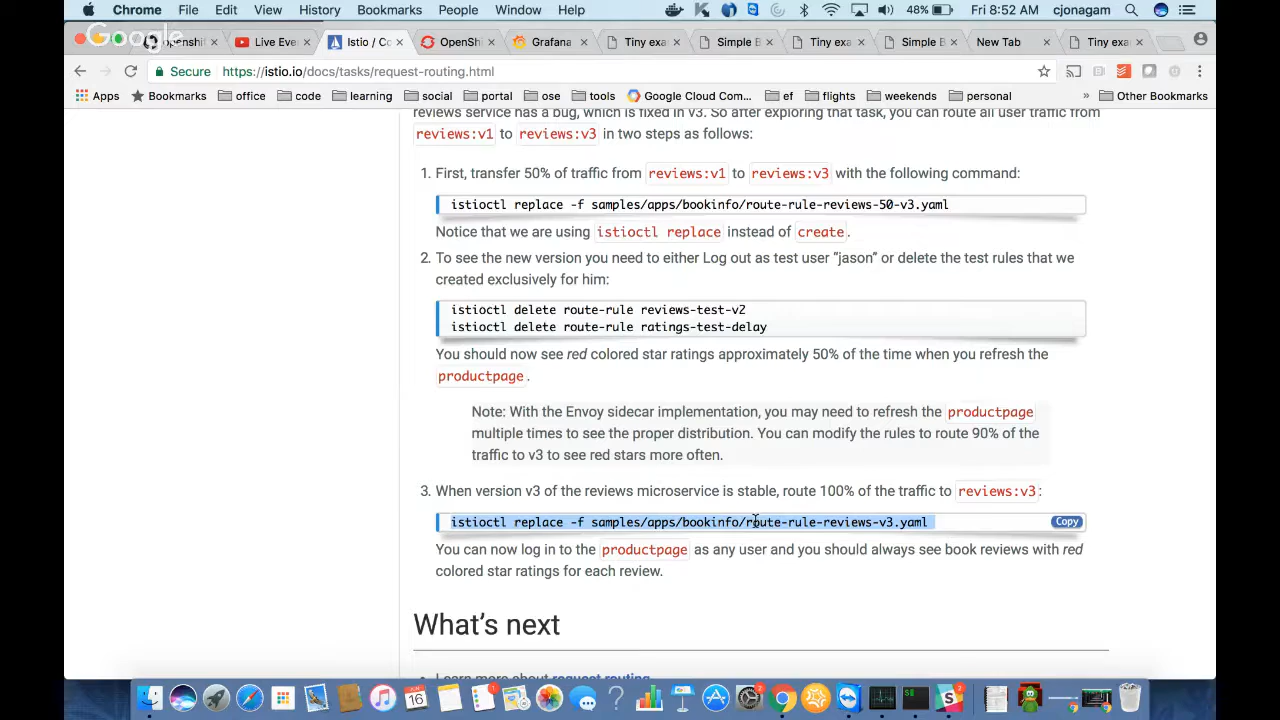 Chrome File Edit View History Bookmarks People Window Help 48% Fri 8:52 AM cjonagam
Google
openshit Live Eve Istio / Co OpenShi Grafana Tiny exa Simple B Tiny exa Simple B New Tab Tiny exa
Secure https://istio.io/docs/tasks/request-routing.html
Apps Bookmarks office code learning social portal ose tools Google Cloud Com... ef flights weekends personal » Other Bookmarks
reviews service has a bug, which is fixed in v3. So after exploring that task, you can route all user traffic from
reviews:v1 to reviews:v3 in two steps as follows:
1. First, transfer 50% of traffic from reviews:v1 to reviews:v3 with the following command:
istioctl replace -f samples/apps/bookinfo/route-rule-reviews-50-v3.yaml
Notice that we are using istioctl replace instead of create.
2. To see the new version you need to either Log out as test user “jason” or delete the test rules that we
created exclusively for him:
istioctl delete route-rule reviews-test-v2
istioctl delete route-rule ratings-test-delay
You should now see red colored star ratings approximately 50% of the time when you refresh the
productpage.
Note: With the Envoy sidecar implementation, you may need to refresh the productpage
multiple times to see the proper distribution. You can modify the rules to route 90% of the
traffic to v3 to see red stars more often.
3. When version v3 of the reviews microservice is stable, route 100% of the traffic to reviews:v3:
istioctl replace -f samples/apps/bookinfo/route-rule-reviews-v3.yaml Copy
You can now log in to the productpage as any user and you should always see book reviews with red
colored star ratings for each review.
What’s next
Learn more about request routing.